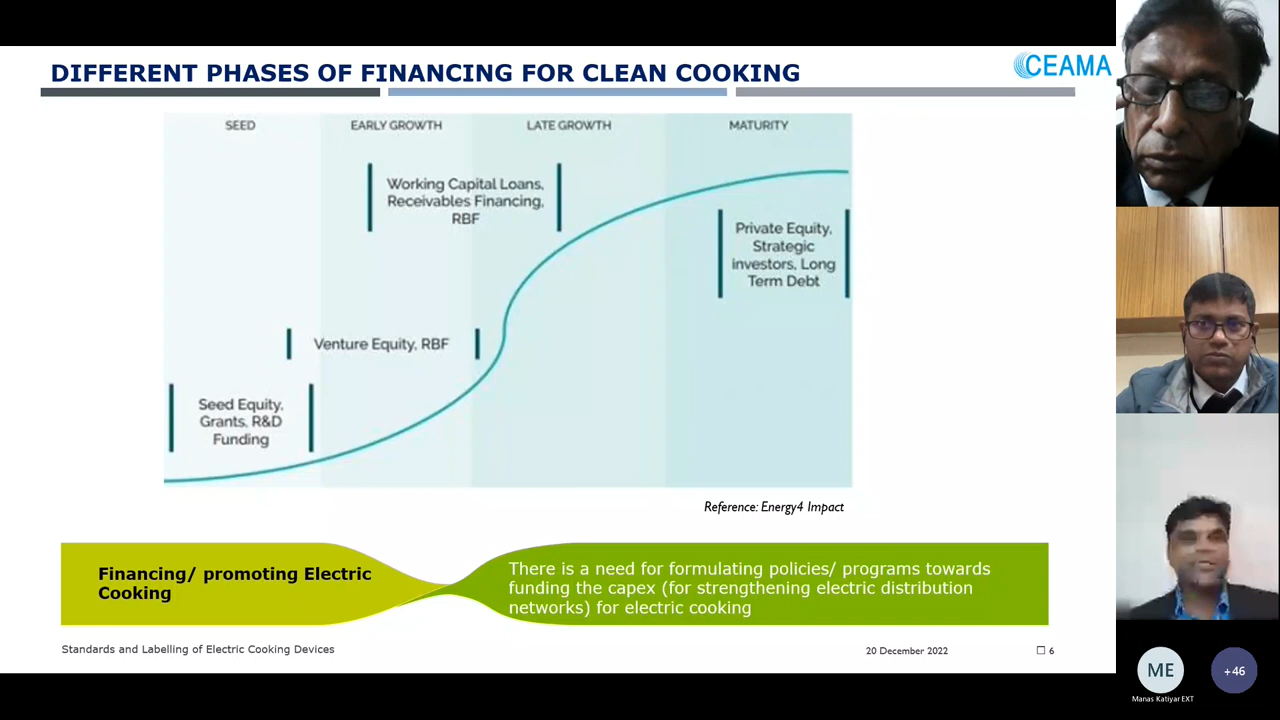 DIFFERENT PHASES OF FINANCING FOR CLEAN COOKING
CEAMA
SEED
EARLY GROWTH
LATE GROWTH
MATURITY
Working Capital Loans,
Receivables Financing,
RBF
Private Equity,
Strategic
investors, Long
Term Debt
Venture Equity, RBF
Seed Equity,
Grants, R&D
Funding
Reference: Energy4 Impact
Financing/ promoting Electric
Cooking
There is a need for formulating policies/ programs towards
funding the capex (for strengthening electric distribution
networks) for electric cooking
Standards and Labelling of Electric Cooking Devices
20 December 2022
6
ME
+46
Manas Katiyar EXT